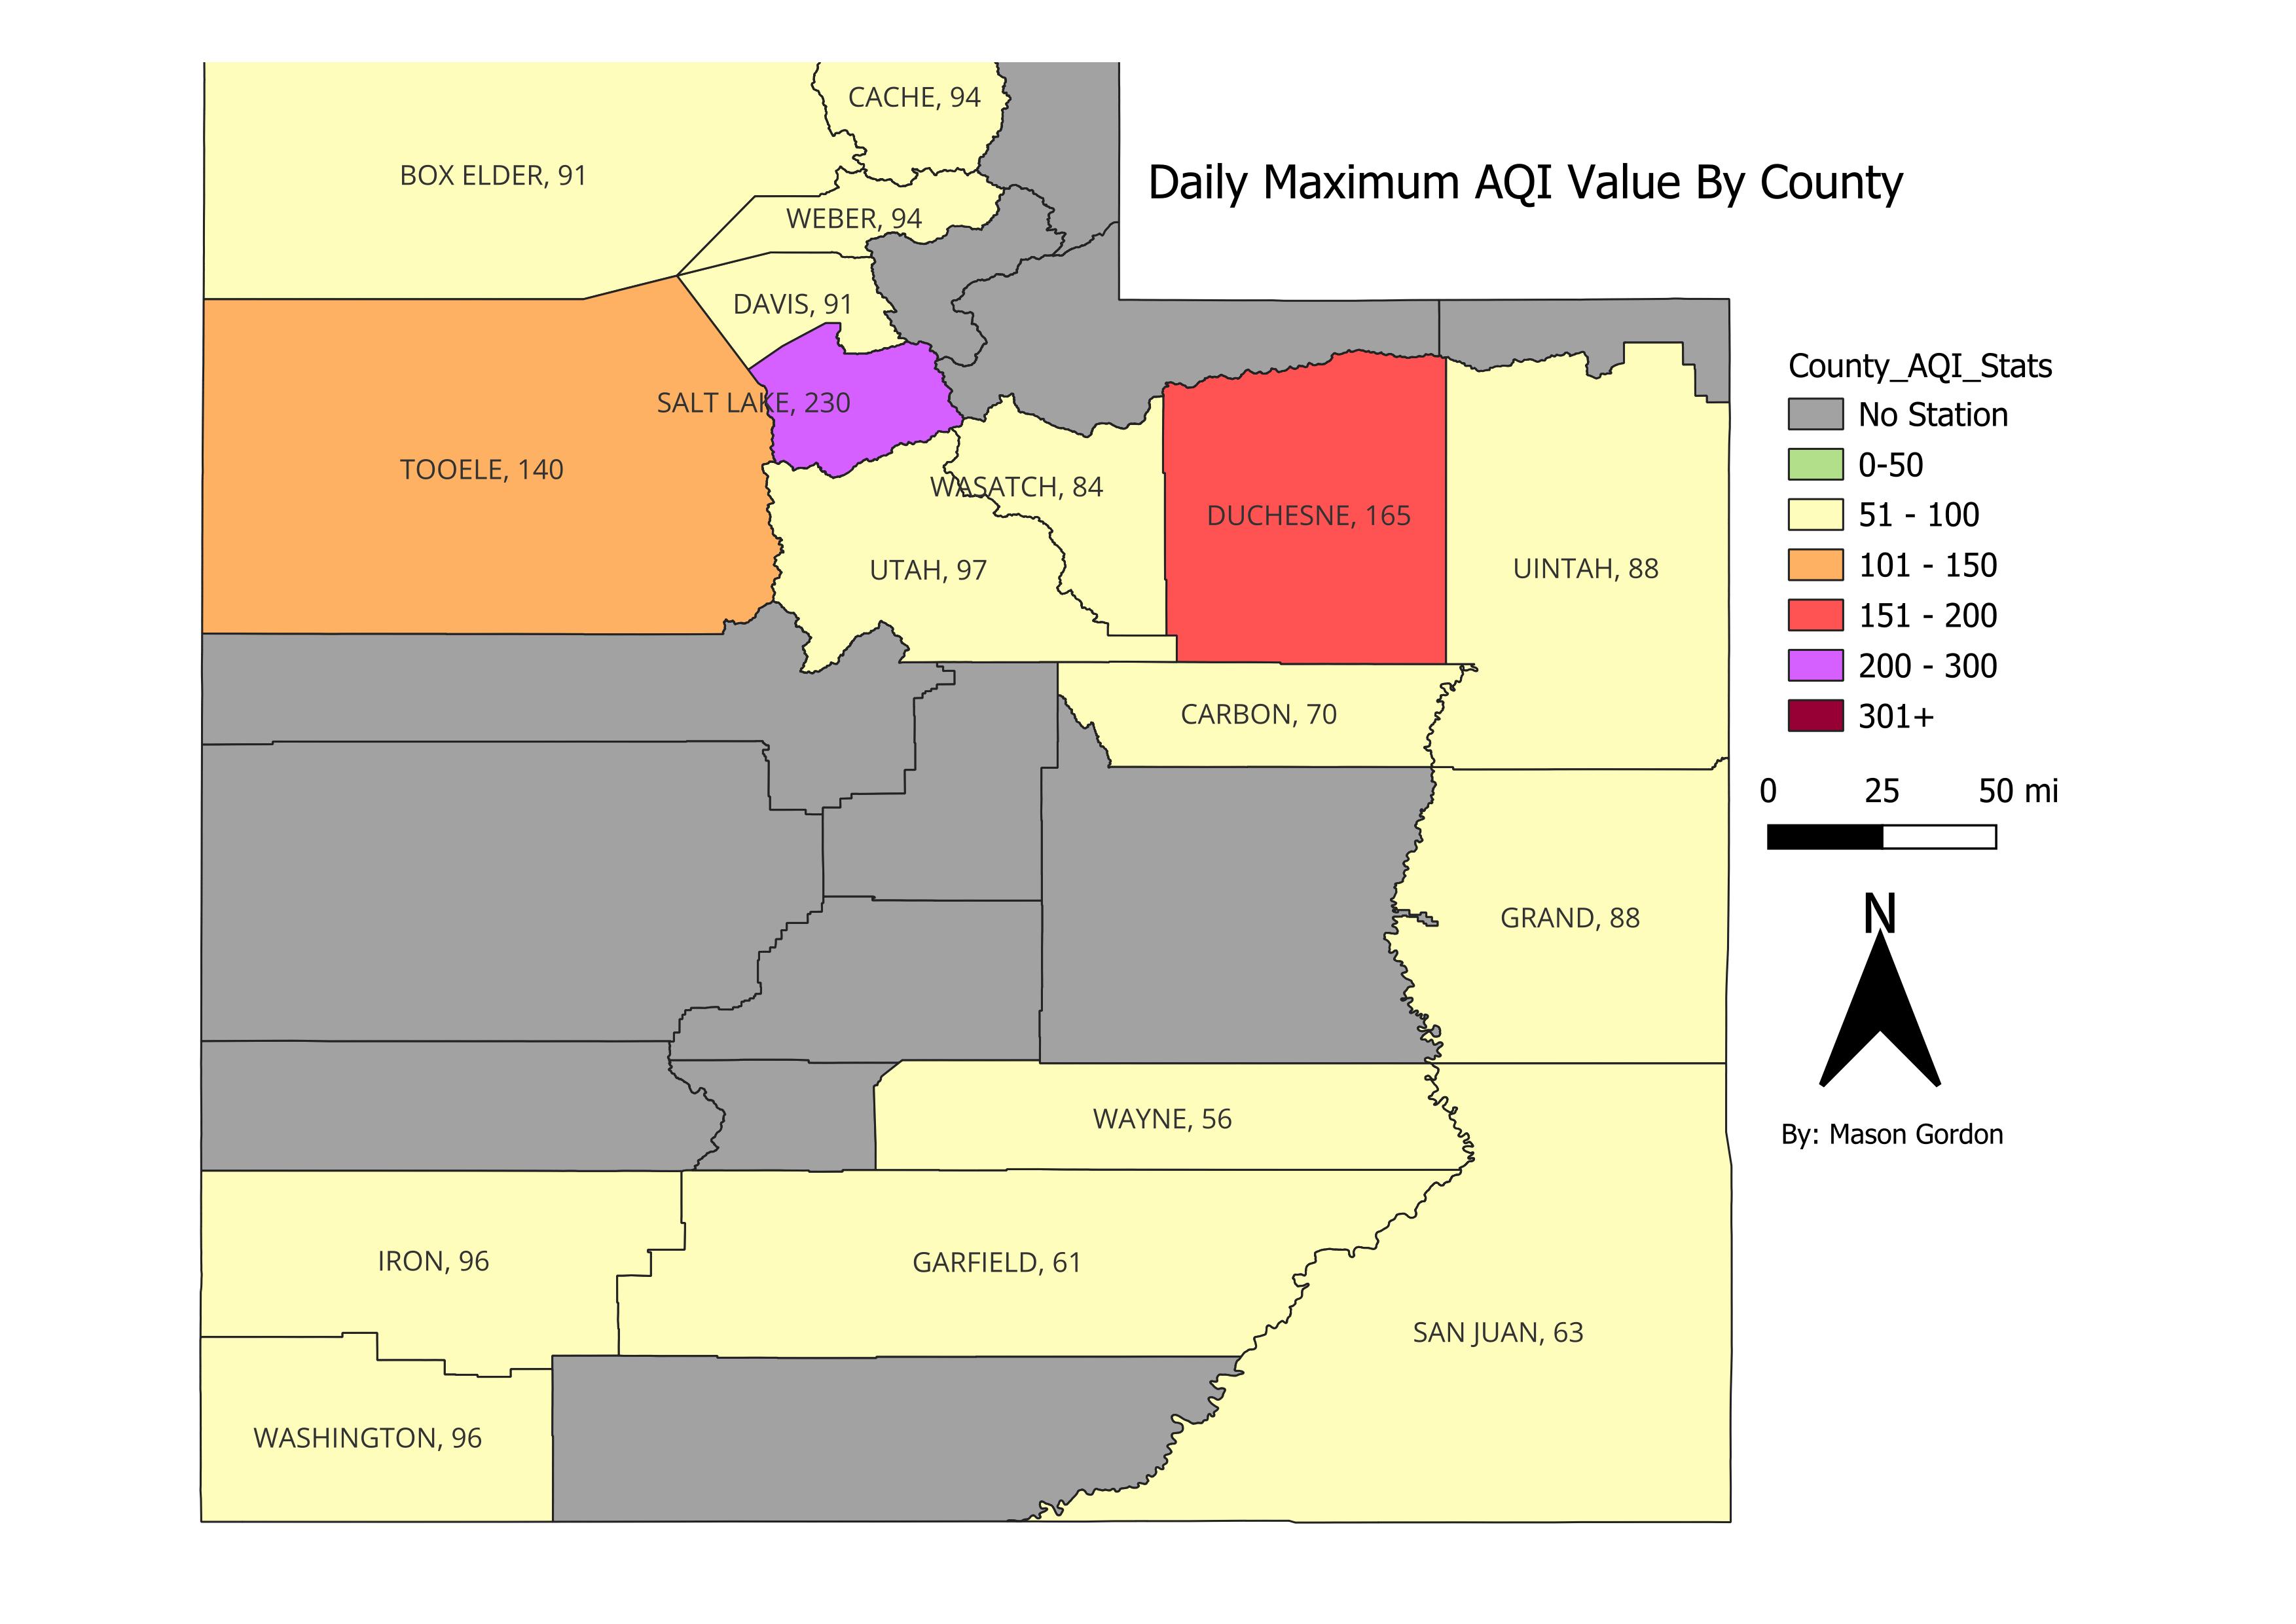 CACHE, 94
Daily Maximum AQI Value By County
BOX ELDER, 91
WEBER, 94
DAVIS, 91
SALT LAKE, 230
TOOELE, 140
WASATCH, 84
DUCHESNE, 165
UTAH, 97
UINTAH, 88
CARBON, 70
GRAND, 88
WAYNE, 56
IRON, 96
GARFIELD, 61
SAN JUAN, 63
WASHINGTON, 96
County_AQI_Stats
No Station
0-50
51 - 100
101 - 150
151 - 200
200 - 300
301+
0 25 50 mi
N
By: Mason Gordon